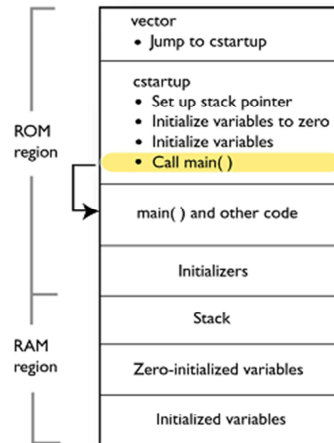 vector
• Jump to cstartup
cstartup
• Set up stack pointer
• Initialize variables to zero
• Initialize variables
• Call main( )
ROM
region
main( ) and other code
Initializers
Stack
RAM
region
Zero-initialized variables
Initialized variables